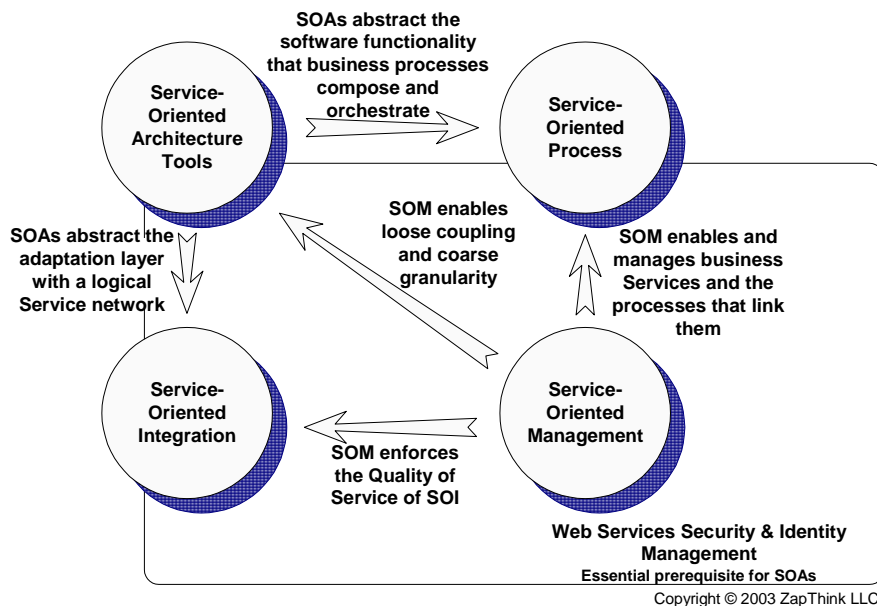 SOAs abstract the
software functionality
that business processes
compose and
orchestrate
Service-
Oriented
Architecture
Tools
Service-
Oriented
Process
SOAs abstract the
adaptation layer
with a logical
Service network
SOM enables
loose coupling
and coarse
granularity
SOM enables and
manages business
Services and the
processes that link
them
Service-
Oriented
Integration
Service-
Oriented
Management
SOM enforces
the Quality of
Service of SOI
Web Services Security & Identity
Management
Essential prerequisite for SOAs
Copyright © 2003 ZapThink LLC